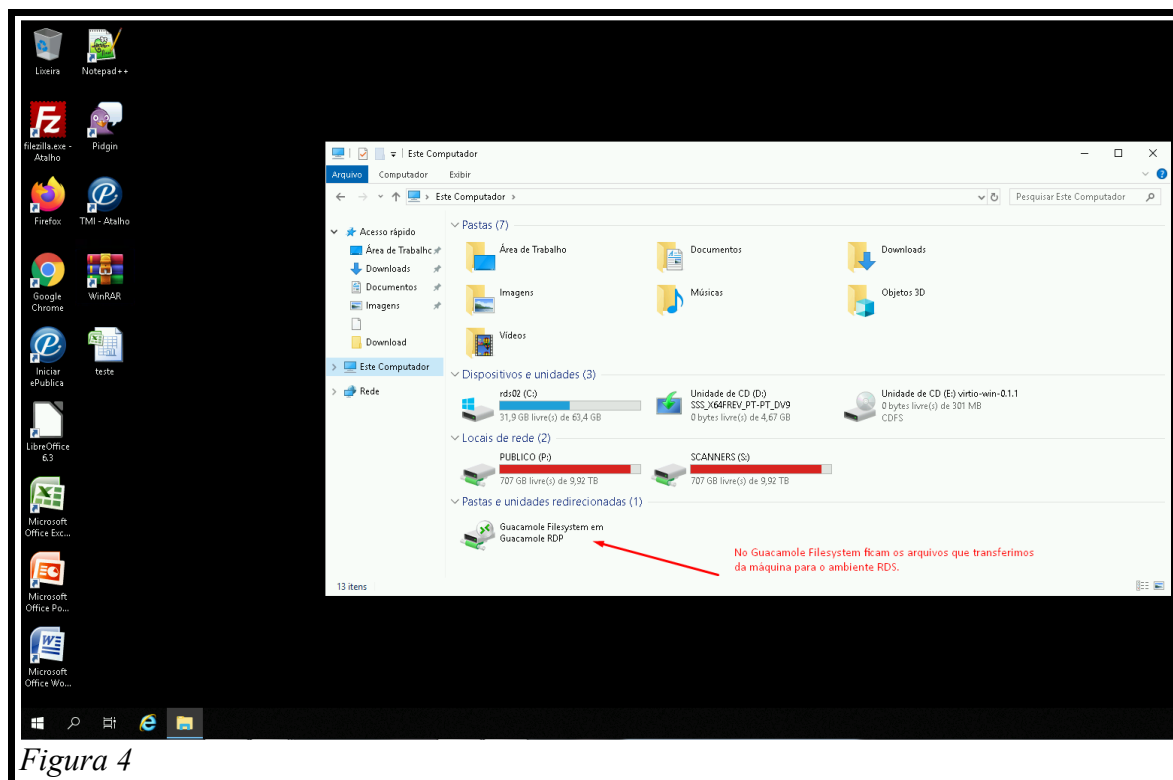 Lixeira
Notepad++
filezilla.exe -
Atalho
Pidgin
Firefox
TMI - Atalho
Google
Chrome
WinRAR
Iniciar
ePublica
teste
LibreOffice
6.3
Microsoft
Office Exc...
Microsoft
Office Po...
Microsoft
Office Wo...
Este Computador
Arquivo Computador Exibir
Este Computador
Pesquisar Este Computador
Acesso rápido
Área de Trabalho
Downloads
Documentos
Imagens
Download
Este Computador
Rede
Pastas (7)
Área de Trabalho
Documentos
Downloads
Imagens
Músicas
Objetos 3D
Vídeos
Dispositivos e unidades (3)
rds02 (C:)
31,9 GB livre(s) de 63,4 GB
Unidade de CD (D:)
SSS_X64FREV_PT-PT_DV9
0 bytes livre(s) de 4,67 GB
Unidade de CD (E:) virtio-win-0.1.1
0 bytes livre(s) de 301 MB
CDFS
Locais de rede (2)
PUBLICO (P:)
707 GB livre(s) de 9,92 TB
SCANNERS (S:)
707 GB livre(s) de 9,92 TB
Pastas e unidades redirecionadas (1)
Guacamole Filesystem em
Guacamole RDP
No Guacamole Filesystem ficam os arquivos que transferimos
da máquina para o ambiente RDS.
13 itens
Figura 4